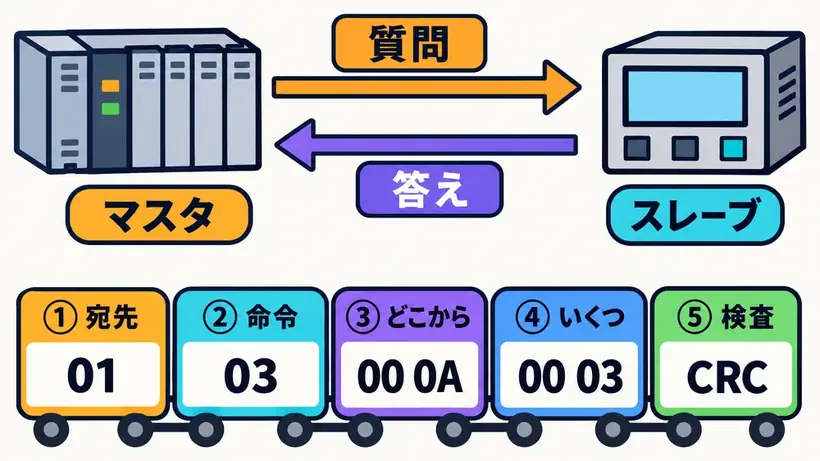 質問
答え
マスタ
スレーブ
① 宛先
01
② 命令
03
③ どこから
00 0A
④ いくつ
00 03
⑤ 検査
CRC